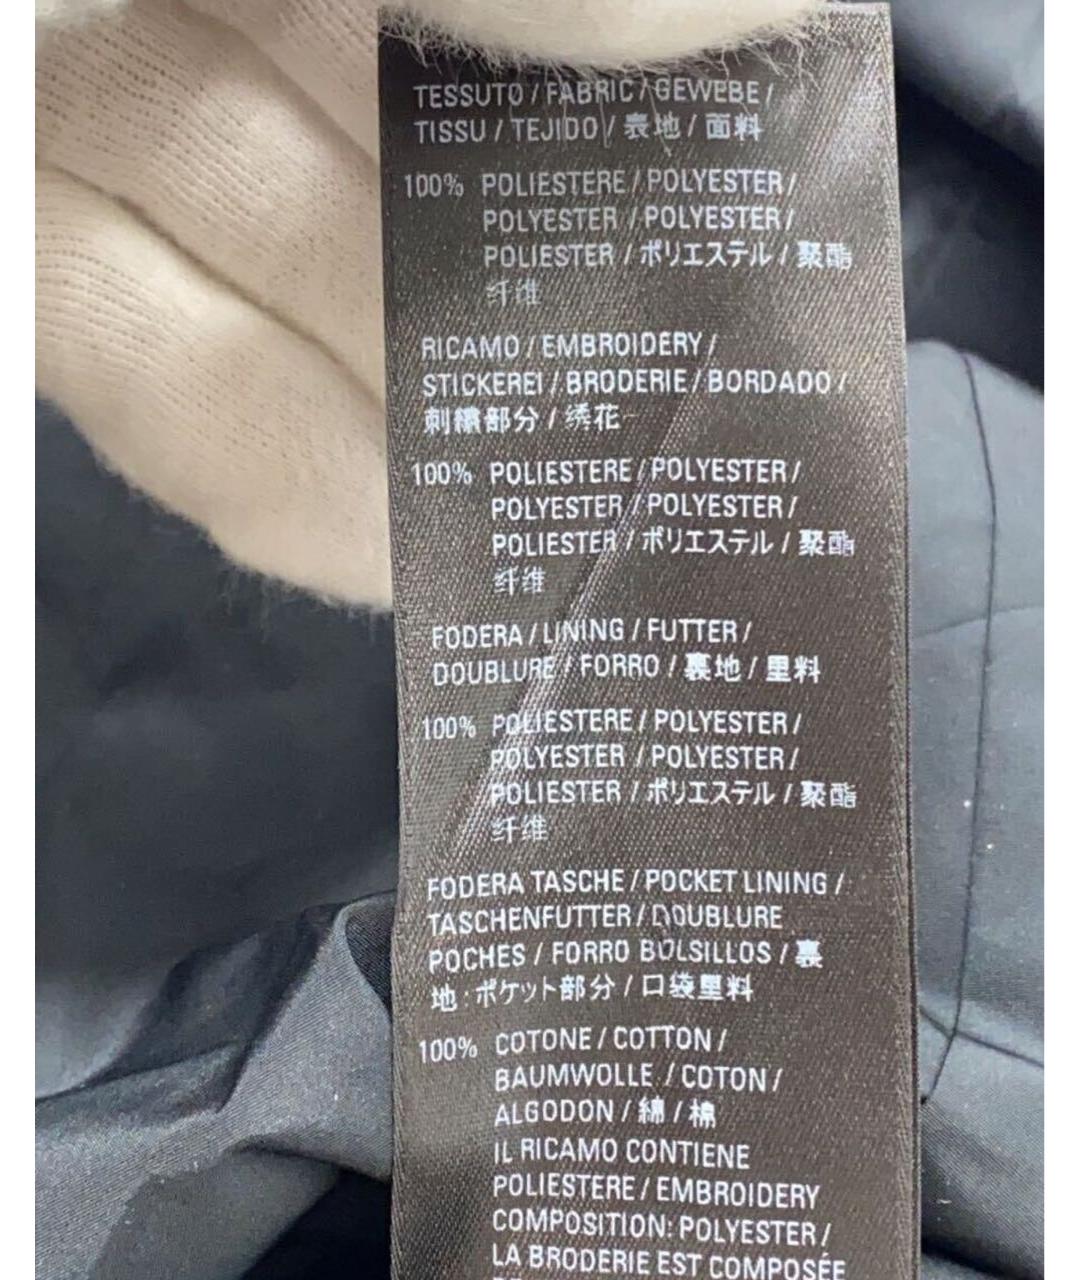 TESSUTO / FABRIC / GEWEBE /
TISSU / TEJIDO / 表地 / 面料
100% POLIESTERE / POLYESTER /
POLYESTER / POLYESTER /
POLIESTER / ポリエステル / 聚酯
纤维
RICAMO / EMBROIDERY /
STICKEREI / BRODERIE / BORDADO /
刺繍部分 / 绣花
100% POLIESTERE / POLYESTER /
POLYESTER / POLYESTER /
POLIESTER / ポリエステル / 聚酯
纤维
FODERA / LINING / FUTTER /
DOUBLURE / FORRO / 裏地 / 里料
100% POLIESTERE / POLYESTER /
POLYESTER / POLYESTER /
POLIESTER / ポリエステル / 聚酯
纤维
FODERA TASCHE / POCKET LINING /
TASCHENFUTTER / DOUBLURE
POCHES / FORRO BOLSILLOS / 裏
地:ポケット部分 / 口袋里料
100% COTONE / COTTON /
BAUMWOLLE / COTON /
ALGODON / 綿 / 棉
IL RICAMO CONTIENE
POLIESTERE / EMBROIDERY
COMPOSITION: POLYESTER /
LA BRODERIE EST COMPOSÉE